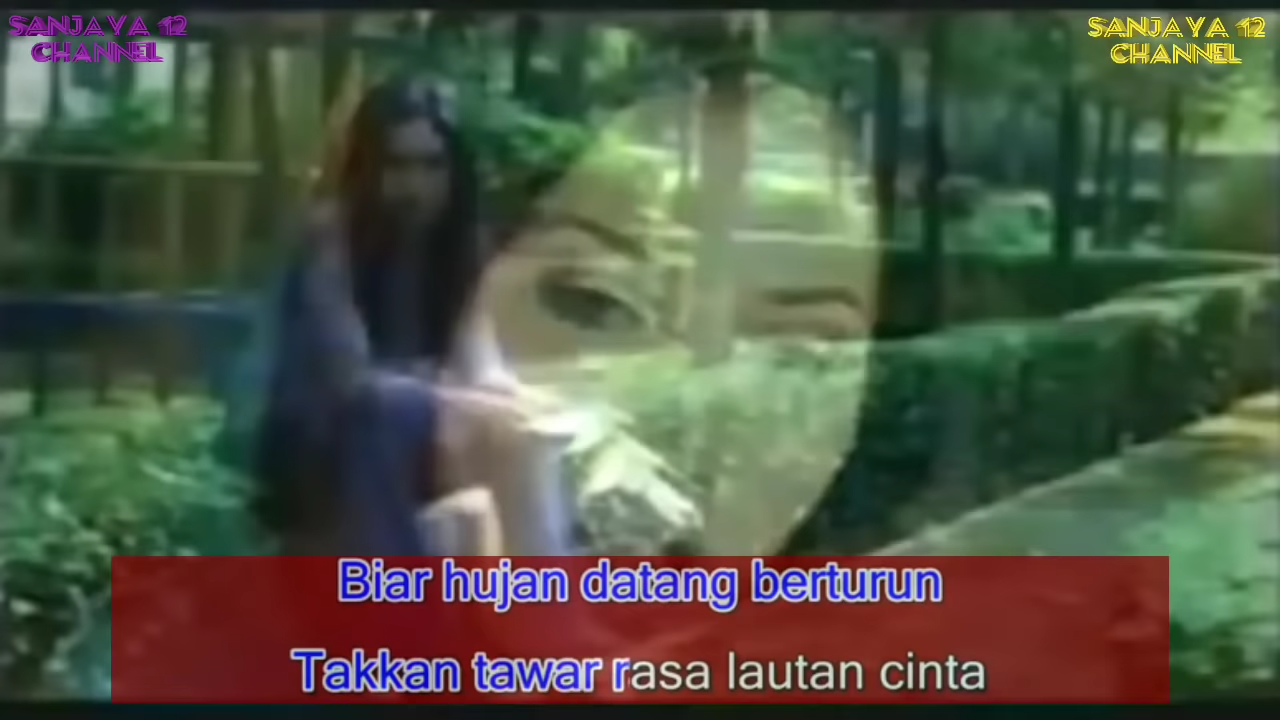 SANJAYA 12
CHANNEL
SANJAYA 12
CHANNEL
Biar hujan datang berturun
Takkan tawar rasa lautan cinta